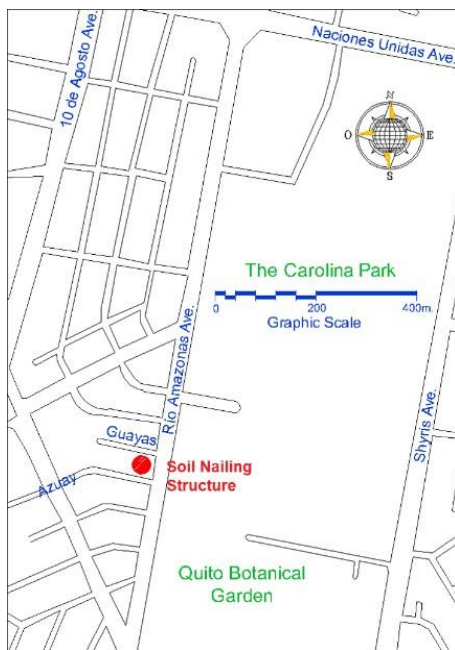 Naciones Unidas Ave.
10 de Agosto Ave.
N
O
E
S
The Carolina Park
0
200
400m.
Graphic Scale
Río Amazonas Ave.
Shyris Ave.
Guayas
Azuay
Soil Nailing
Structure
Quito Botanical
Garden